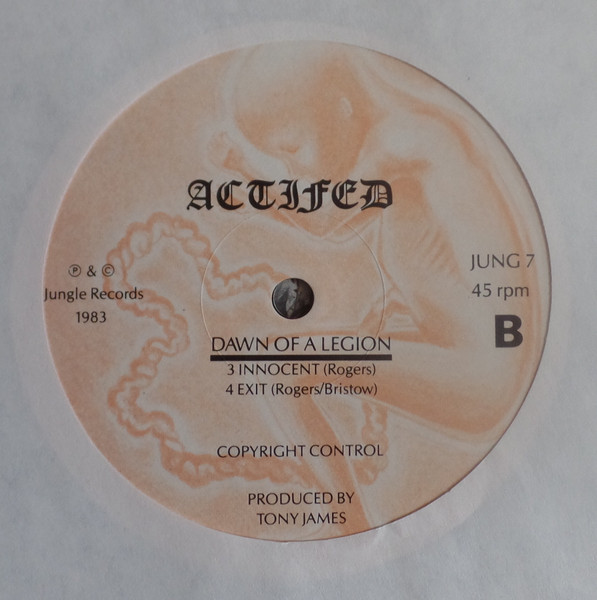 ACTIFED
℗ & ©
Jungle Records
1983
JUNG 7
45 rpm
B
DAWN OF A LEGION
3 INNOCENT (Rogers)
4 EXIT (Rogers/Bristow)
COPYRIGHT CONTROL
PRODUCED BY
TONY JAMES